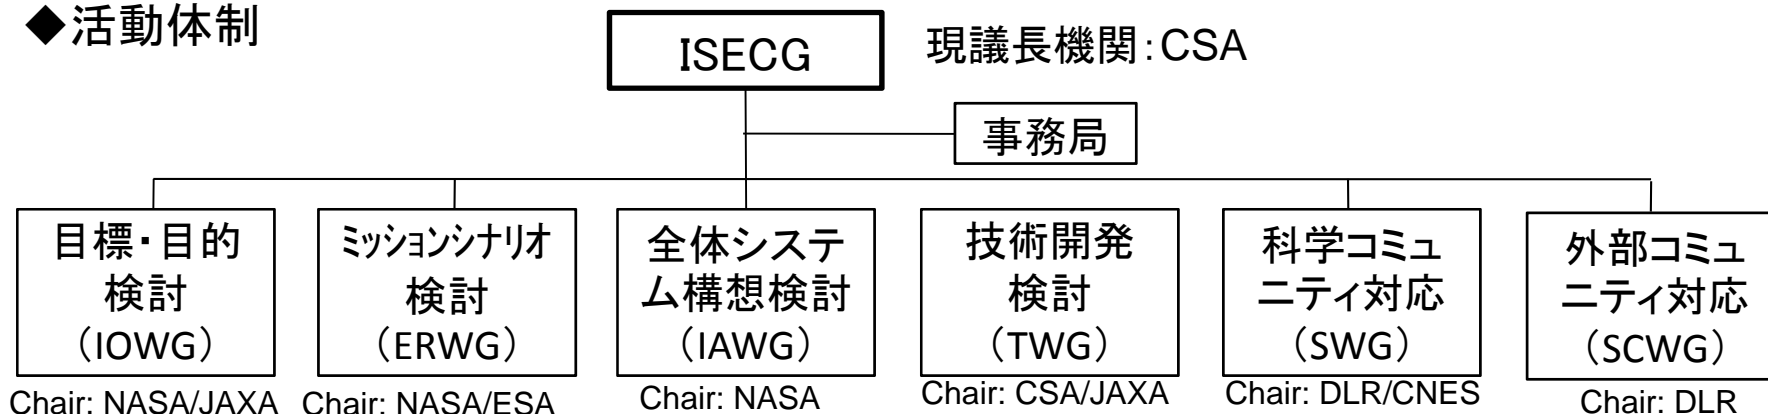 ◆活動体制
ISECG
現議長機関：CSA
事務局
目標・目的
検討
（IOWG）
Chair: NASA/JAXA
ミッションシナリオ
検討
（ERWG）
Chair: NASA/ESA
全体システ
ム構想検討
（IAWG）
Chair: NASA
技術開発
検討
（TWG）
Chair: CSA/JAXA
科学コミュ
ニティ対応
（SWG）
Chair: DLR/CNES
外部コミュ
ニティ対応
（SCWG）
Chair: DLR